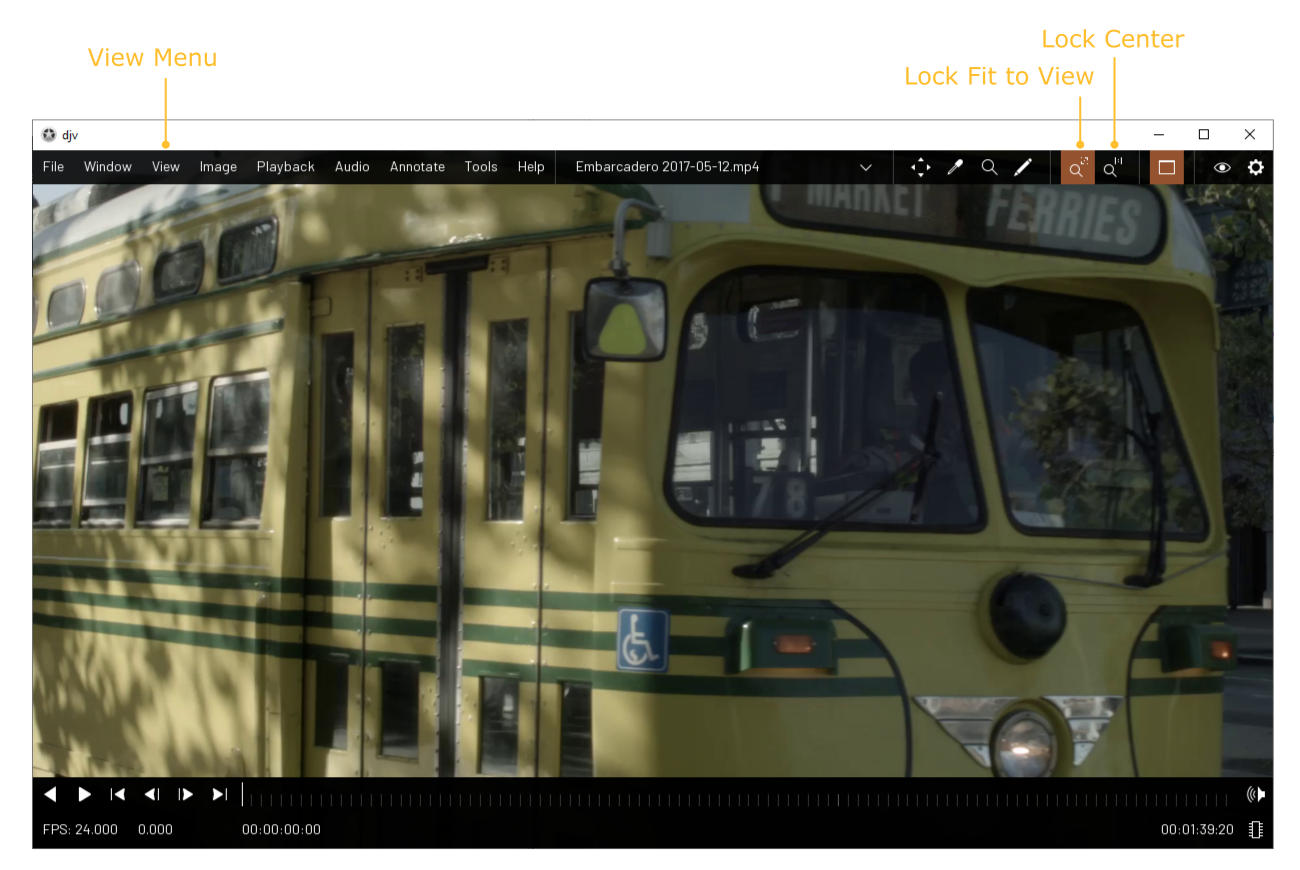 Lock Center
View Menu
Lock Fit to View
djv
File Window View Image Playback Audio Annotate Tools Help Embarcadero 2017-05-12.mp4
MARKET FERRIES
78
FPS: 24.000 0.000 00:00:00:00 00:01:39:20